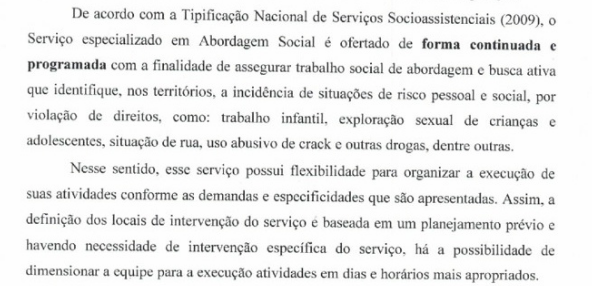 De acordo com a Tipificação Nacional de Serviços Socioassistenciais (2009), o
Serviço especializado em Abordagem Social é ofertado de forma continuada e
programada com a finalidade de assegurar trabalho social de abordagem e busca ativa
que identifique, nos territórios, a incidência de situações de risco pessoal e social, por
violação de direitos, como: trabalho infantil, exploração sexual de crianças e
adolescentes, situação de rua, uso abusivo de crack e outras drogas, dentre outras.
Nesse sentido, esse serviço possui flexibilidade para organizar a execução de
suas atividades conforme as demandas e especificidades que são apresentadas. Assim, a
definição dos locais de intervenção do serviço é baseada em um planejamento prévio e
havendo necessidade de intervenção específica do serviço, há a possibilidade de
dimensionar a equipe para a execução atividades em dias e horários mais apropriados.